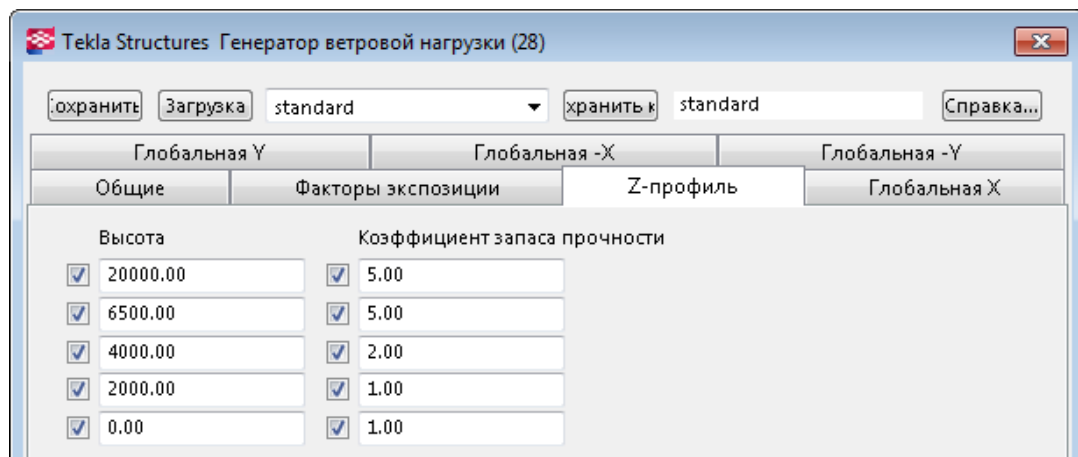 Tekla Structures Генератор ветровой нагрузки (28)
Сохранить Загрузка standard хранить к standard Справка...
Глобальная Y Глобальная -X Глобальная -Y
Общие Факторы экспозиции Z-профиль Глобальная X
Высота Коэффициент запаса прочности
20000.00 5.00
6500.00 5.00
4000.00 2.00
2000.00 1.00
0.00 1.00